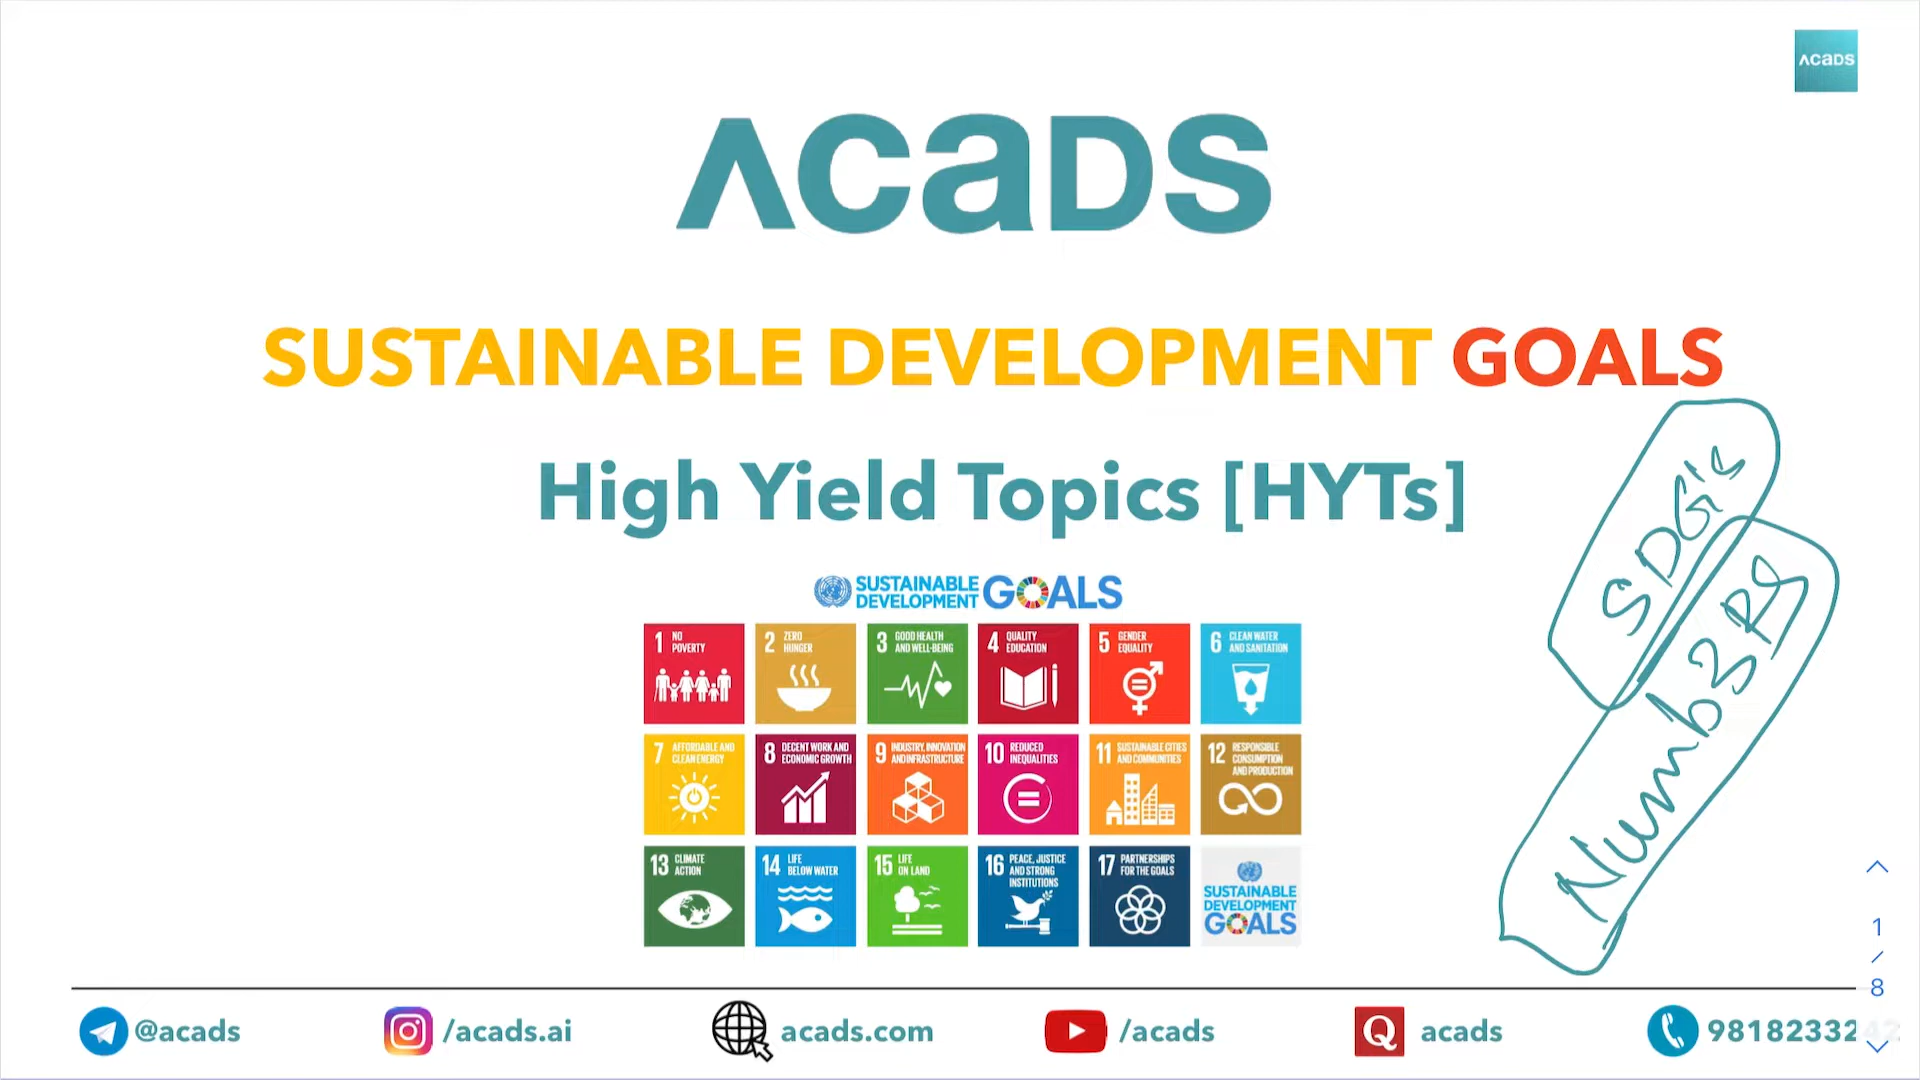 ACADS
ACADS
SUSTAINABLE DEVELOPMENT GOALS
High Yield Topics [HYTs]
SUSTAINABLE DEVELOPMENT GOALS
1 NO POVERTY
2 ZERO HUNGER
3 GOOD HEALTH AND WELL-BEING
4 QUALITY EDUCATION
5 GENDER EQUALITY
6 CLEAN WATER AND SANITATION
7 AFFORDABLE AND CLEAN ENERGY
8 DECENT WORK AND ECONOMIC GROWTH
9 INDUSTRY, INNOVATION AND INFRASTRUCTURE
10 REDUCED INEQUALITIES
11 SUSTAINABLE CITIES AND COMMUNITIES
12 RESPONSIBLE CONSUMPTION AND PRODUCTION
13 CLIMATE ACTION
14 LIFE BELOW WATER
15 LIFE ON LAND
16 PEACE, JUSTICE AND STRONG INSTITUTIONS
17 PARTNERSHIPS FOR THE GOALS
SUSTAINABLE DEVELOPMENT GOALS
1
/
8
@acads
/acads.ai
acads.com
/acads
Q acads
9818233242